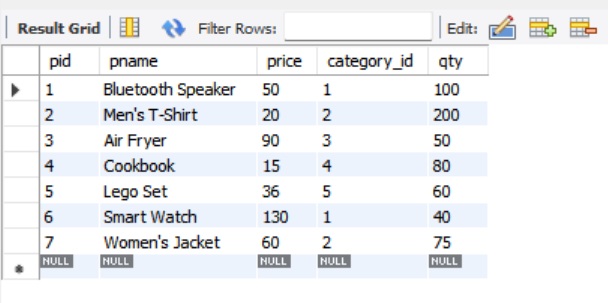 Result Grid Filter Rows: Edit:
pid pname price category_id qty
1 Bluetooth Speaker 50 1 100
2 Men's T-Shirt 20 2 200
3 Air Fryer 90 3 50
4 Cookbook 15 4 80
5 Lego Set 36 5 60
6 Smart Watch 130 1 40
7 Women's Jacket 60 2 75
NULL NULL NULL NULL NULL